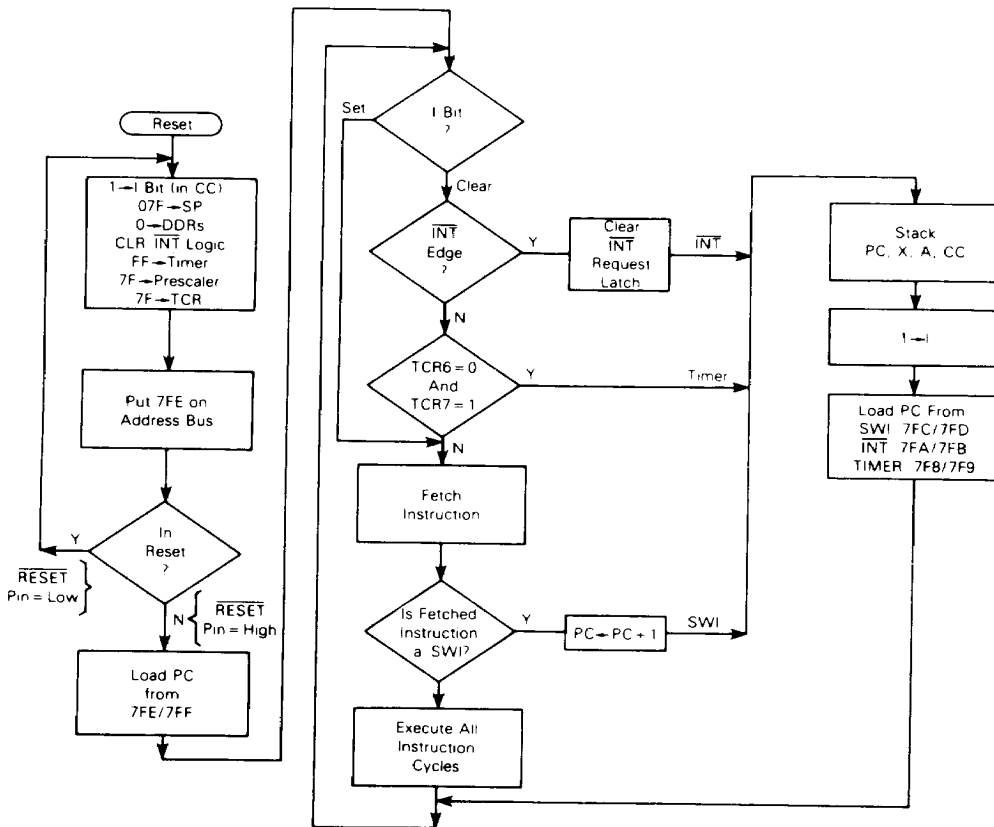 Reset
1→I Bit (in CC)
07F→SP
0→DDRs
CLR INT Logic
FF→Timer
7F→Prescaler
7F→TCR
Put 7FE on
Address Bus
In
Reset
?
Y
RESET
Pin = Low
N
RESET
Pin = High
Load PC
from
7FE/7FF
I Bit
?
Set
Clear
INT
Edge
?
Y
Clear
INT
Request
Latch
INT
N
TCR6 = 0
And
TCR7 = 1
Y
Timer
N
Fetch
Instruction
Is Fetched
Instruction
a SWI?
Y
PC ← PC + 1
SWI
Execute All
Instruction
Cycles
Stack
PC, X, A, CC
1→I
Load PC From
SWI 7FC/7FD
INT 7FA/7FB
TIMER 7F8/7F9